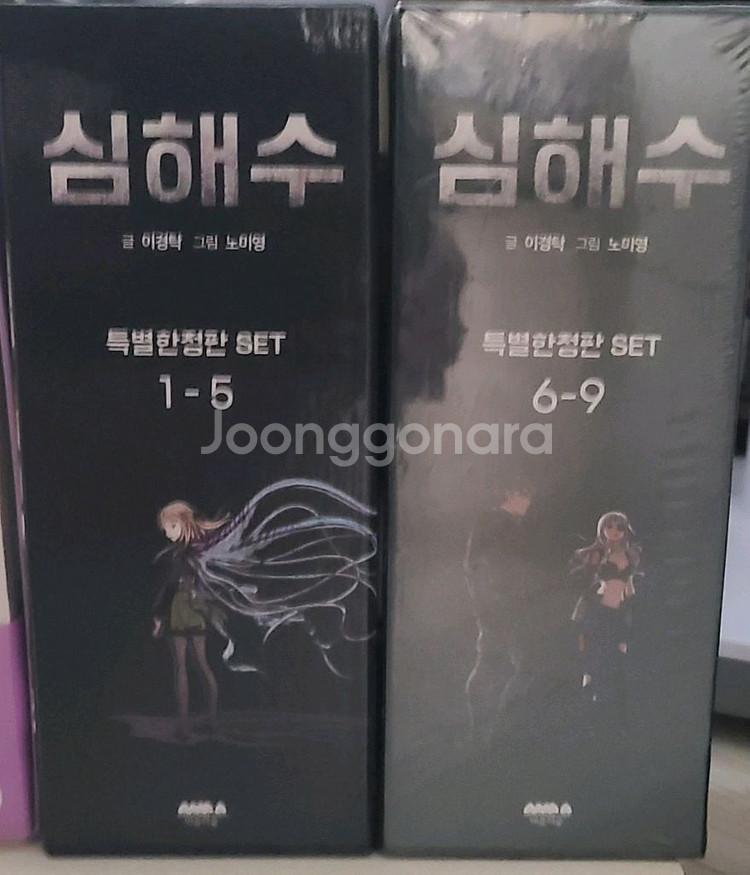 심해수
글 이경탁 그림 노미영
특별한정판 SET
1-5
심해수
글 이경탁 그림 노미영
특별한정판 SET
6-9
Joonggonara